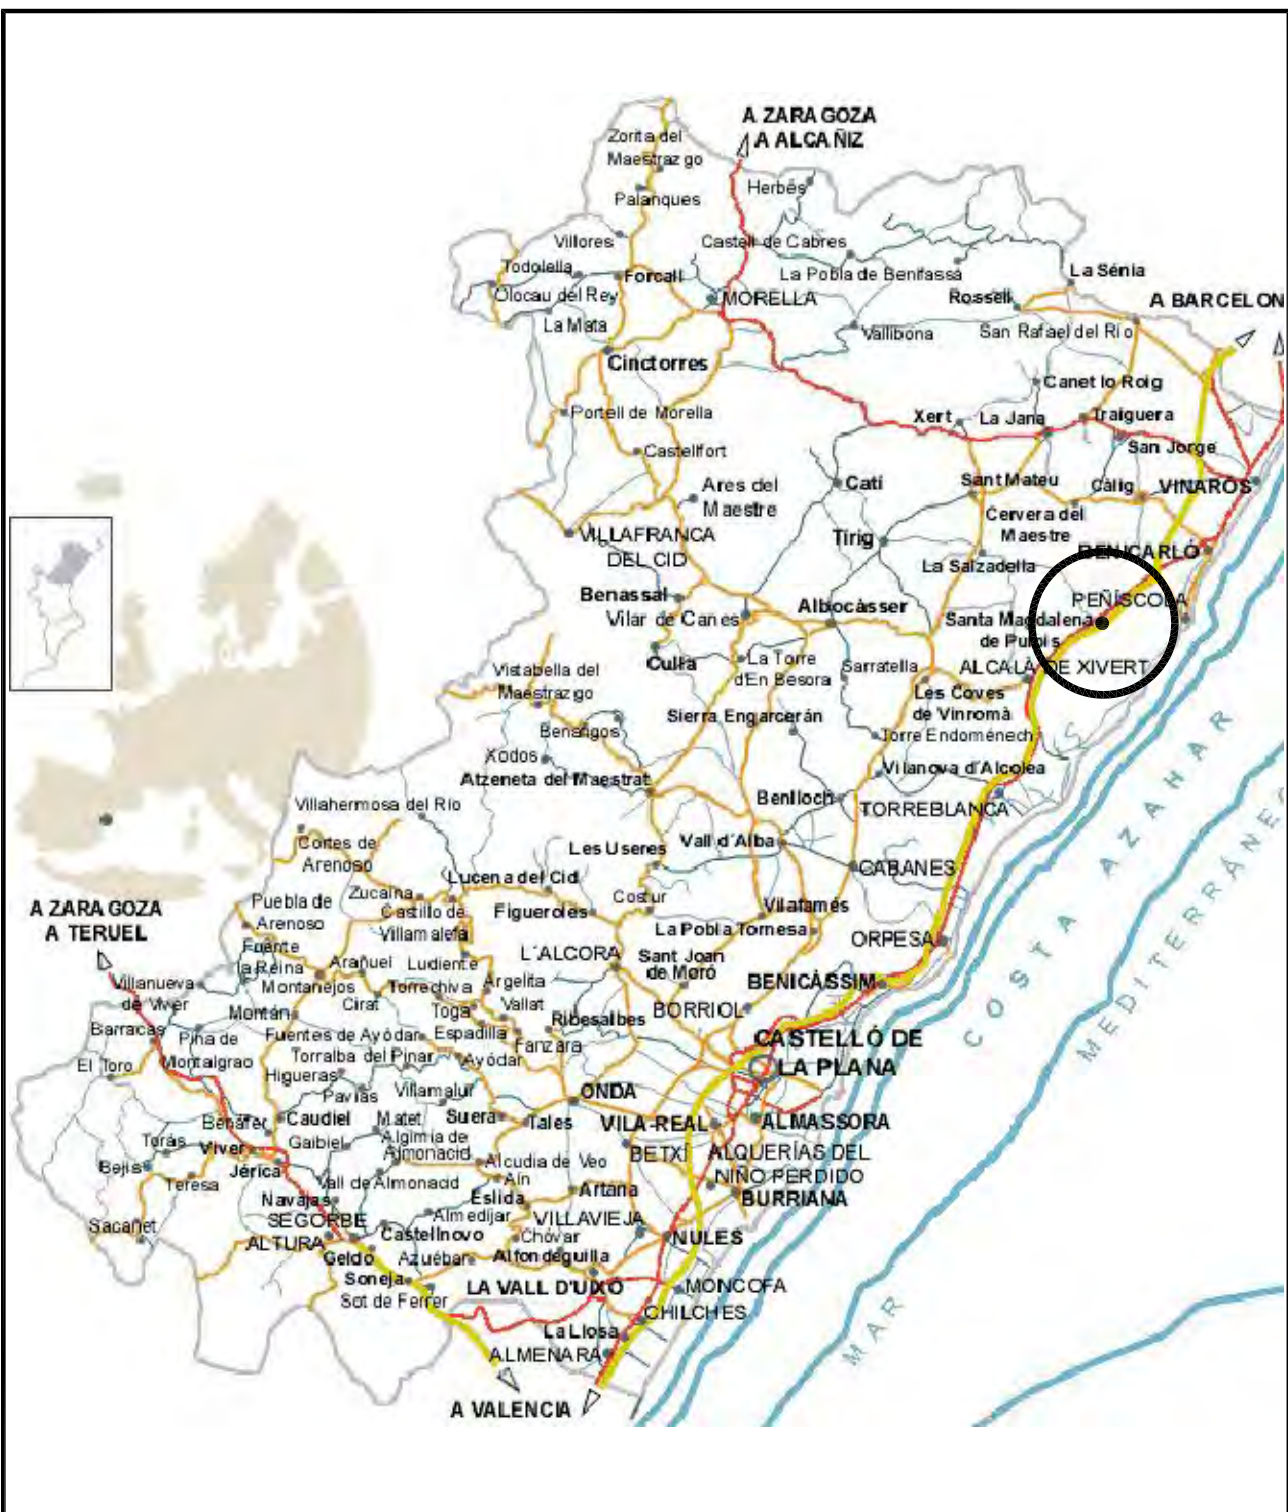 A ZARAGOZA
A ALCAÑIZ
Zorita del
Maestrazgo
Herbés
Palanques
Villores
Castell de Cabres
Todolella
Forcall
La Pobla de Benifassá
La Sénia
Olocau del Rey
MORELLA
Rossell
A BARCELON
La Mata
Vallibona
San Rafael del Río
Cinctorres
Canet lo Roig
Portell de Morella
Xert
La Jana
Traiguera
Castellfort
San Jorge
Ares del
Maestre
Catí
Sant Mateu
Càlig
VINARÒS
Cervera del
Maestre
VILLAFRANCA
DEL CID
Tírig
BENICARLÓ
La Salzadella
Benassal
Albocàsser
PEÑÍSCOLA
Vilar de Canes
Santa Magdalena
de Pulpis
Culla
La Torre
d'En Besora
Sarratella
ALCALÀ DE XIVERT
Vistabella del
Maestrazgo
Les Coves
de Vinromà
Sierra Engarcerán
Benafigos
Torre Endoménech
Xodos
Atzeneta del Maestrat
Vilanova d'Alcolea
Benlloch
TORREBLANCA
Villahermosa del Río
Cortes de
Arenoso
Les Useres
Vall d'Alba
CABANES
Lucena del Cid
Zucaina
Costur
Puebla de
Arenoso
Castillo de
Villamalefa
Figueroles
Vilafamés
A ZARAGOZA
A TERUEL
La Pobla Tornesa
ORPESA
Fuente
la Reina
L'ALCORA
Sant Joan
de Moró
Arañuel
Ludiente
Villanueva
de Viver
Montanejos
Torrechiva
Argelita
BENICÀSSIM
Cirat
Vallat
Toga
Montán
Ribesalbes
BORRIOL
Barracas
Pina de
Montalgrao
Fuentes de Ayódar
Espadilla
Fanzara
CASTELLÓ DE
LA PLANA
El Toro
Torralba del Pinar
Ayódar
Higueras
Pavías
Villamalur
ONDA
Benafer
Caudiel
Matet
Suera
Tales
VILA-REAL
ALMASSORA
Torás
Viver
Gaibiel
Algimia de
Almonacid
BETXÍ
ALQUERÍAS DEL
NIÑO PERDIDO
Bejís
Jérica
Alcudia de Veo
Teresa
Vall de Almonacid
Aín
Navajas
Eslida
Artana
BURRIANA
Sacañet
SEGORBE
Almedijar
VILLAVIEJA
ALTURA
Castellnovo
Chóvar
NULES
Geldo
Azuébar
Alfondeguilla
Soneja
LA VALL D'UIXÓ
MONCOFA
Sot de Ferrer
CHILCHES
La Llosa
ALMENARA
A VALENCIA
COSTA AZAHAR
MAR MEDITERRÁNE